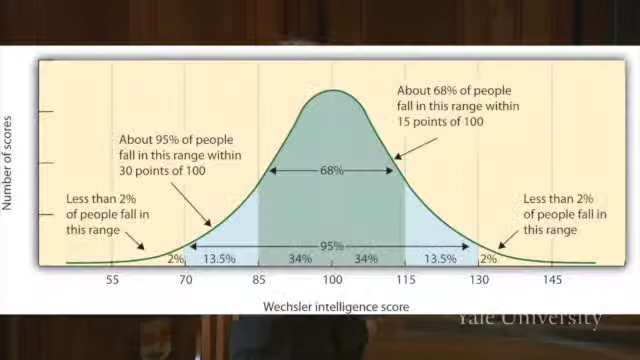 Number of scores
About 68% of people
fall in this range within
15 points of 100
About 95% of people
fall in this range within
30 points of 100
Less than 2%
of people fall in
this range
Less than 2%
of people fall in
this range
68%
95%
2% 13.5% 34% 34% 13.5% 2%
55 70 85 100 115 130 145
Wechsler intelligence score
Yale University